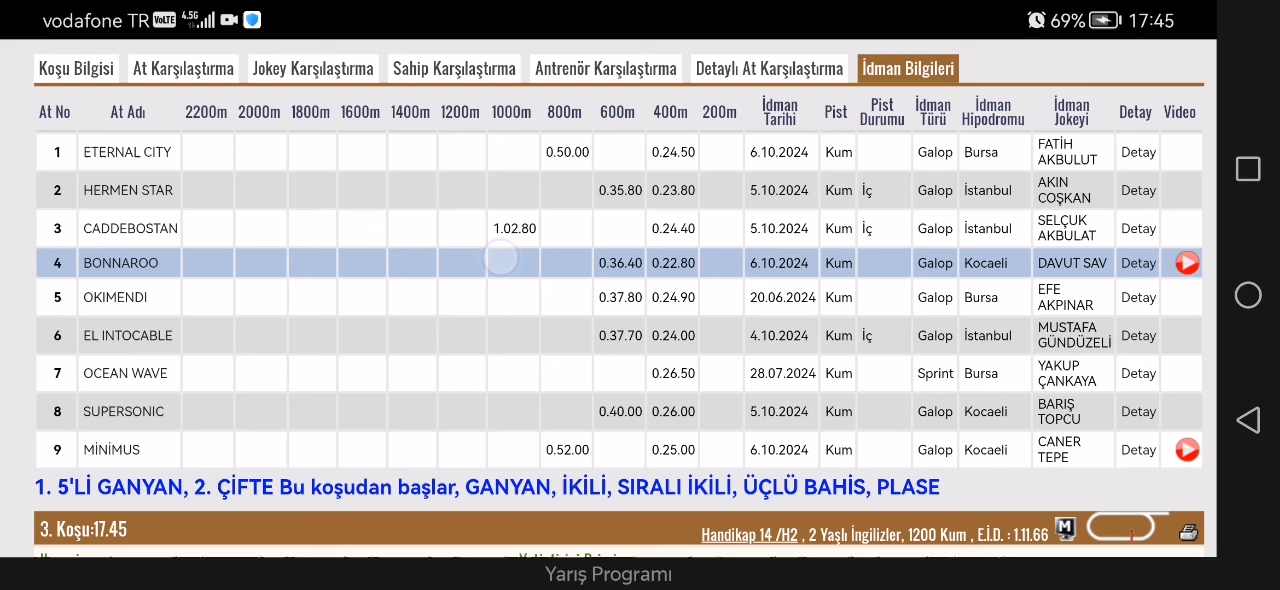 vodafone TR VoLTE 4.5G 69% 17:45
Koşu Bilgisi At Karşılaştırma Jokey Karşılaştırma Sahip Karşılaştırma Antrenör Karşılaştırma Detaylı At Karşılaştırma İdman Bilgileri
At No At Adı 2200m 2000m 1800m 1600m 1400m 1200m 1000m 800m 600m 400m 200m İdman Tarihi Pist Pist Durumu İdman Türü İdman Hipodromu İdman Jokeyi Detay Video
1 ETERNAL CITY 0.50.00 0.24.50 6.10.2024 Kum Galop Bursa FATİH AKBULUT Detay
2 HERMEN STAR 0.35.80 0.23.80 5.10.2024 Kum İç Galop İstanbul AKIN COŞKAN Detay
3 CADDEBOSTAN 1.02.80 0.24.40 5.10.2024 Kum İç Galop İstanbul SELÇUK AKBULAT Detay
4 BONNAROO 0.36.40 0.22.80 6.10.2024 Kum Galop Kocaeli DAVUT SAV Detay
5 OKIMENDI 0.37.80 0.24.90 20.06.2024 Kum Galop Bursa EFE AKPINAR Detay
6 EL INTOCABLE 0.37.70 0.24.00 4.10.2024 Kum İç Galop İstanbul MUSTAFA GÜNDÜZELİ Detay
7 OCEAN WAVE 0.26.50 28.07.2024 Kum Sprint Bursa YAKUP ÇANKAYA Detay
8 SUPERSONIC 0.40.00 0.26.00 5.10.2024 Kum Galop Kocaeli BARIŞ TOPCU Detay
9 MİNİMUS 0.52.00 0.25.00 6.10.2024 Kum Galop Kocaeli CANER TEPE Detay
1. 5'Lİ GANYAN, 2. ÇİFTE Bu koşudan başlar, GANYAN, İKİLİ, SIRALI İKİLİ, ÜÇLÜ BAHİS, PLASE
3. Koşu:17.45 Handikap 14 /H2 , 2 Yaşlı İngilizler, 1200 Kum , E.İ.D. : 1.11.66 M
Yarış Programı